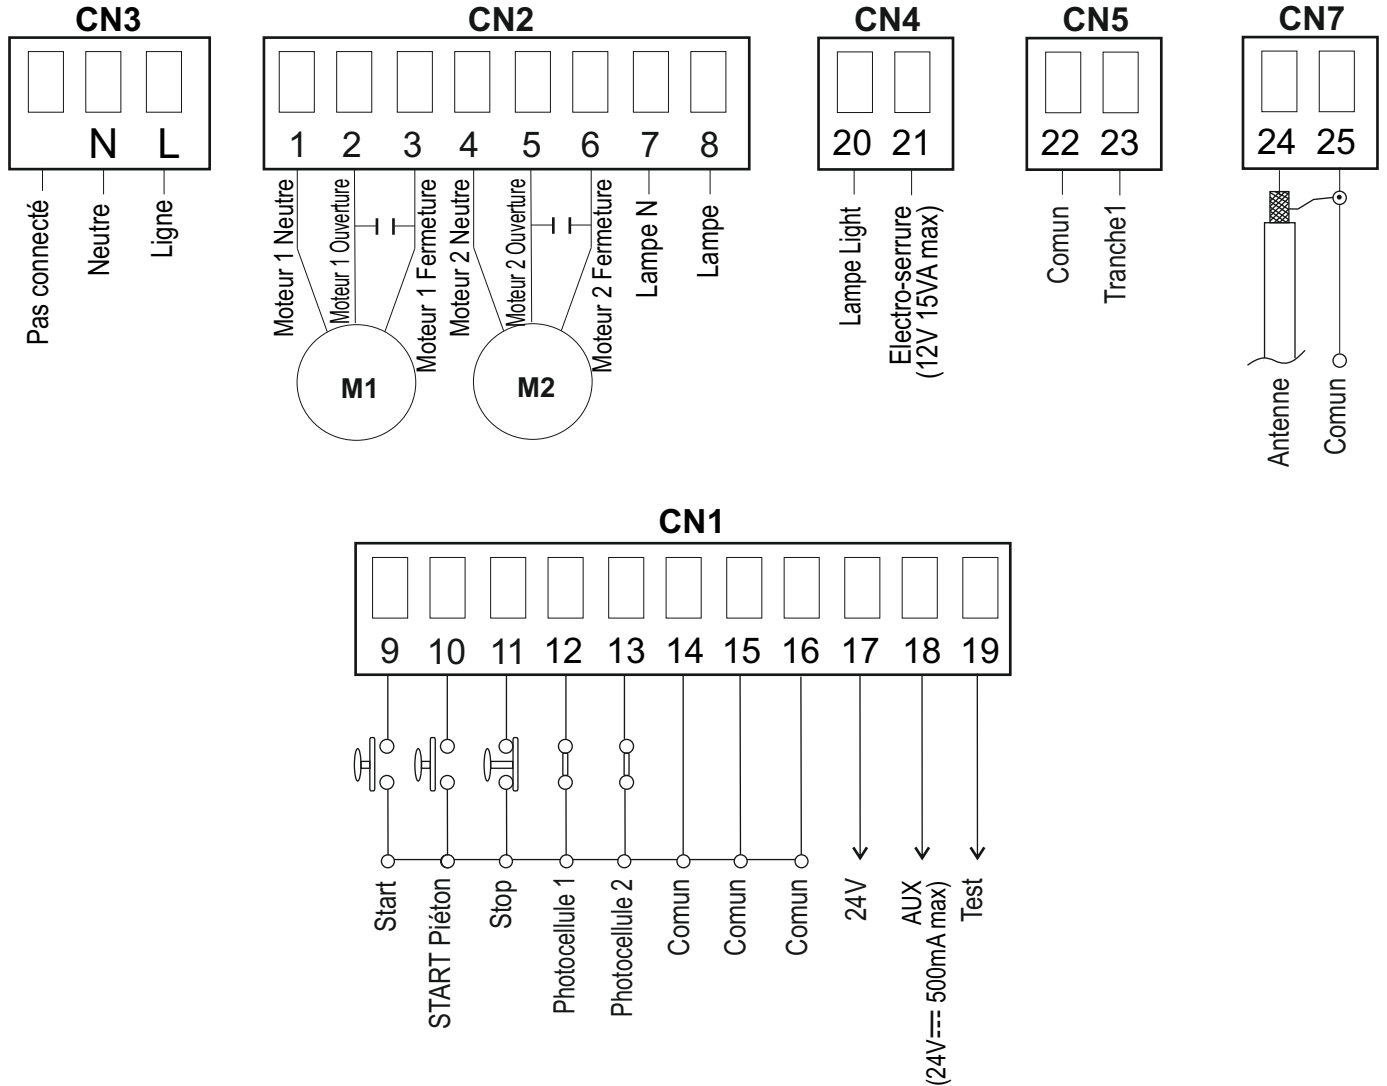 CN3
N L
Pas connecté
Neutre
Ligne
CN2
1 2 3 4 5 6 7 8
Moteur 1 Neutre
Moteur 1 Ouverture
Moteur 1 Fermeture
Moteur 2 Neutre
Moteur 2 Ouverture
Moteur 2 Fermeture
Lampe N
Lampe
M1
M2
CN4
20 21
Lampe Light
Electro-serrure
(12V 15VA max)
CN5
22 23
Comun
Tranche1
CN7
24 25
Antenne
Comun
CN1
9 10 11 12 13 14 15 16 17 18 19
Start
START Piéton
Stop
Photocellule 1
Photocellule 2
Comun
Comun
Comun
24V
AUX
(24V⎓ 500mA max)
Test